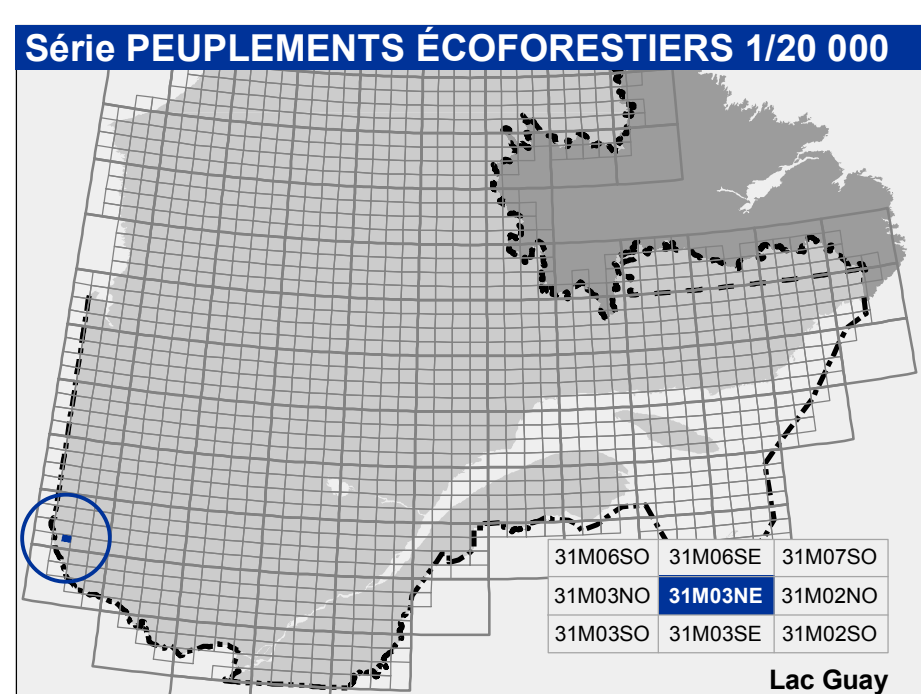 Série PEUPLEMENTS ÉCOFORESTIERS 1/20 000
31M06SO 31M06SE 31M07SO
31M03NO 31M03NE 31M02NO
31M03SO 31M03SE 31M02SO
Lac Guay